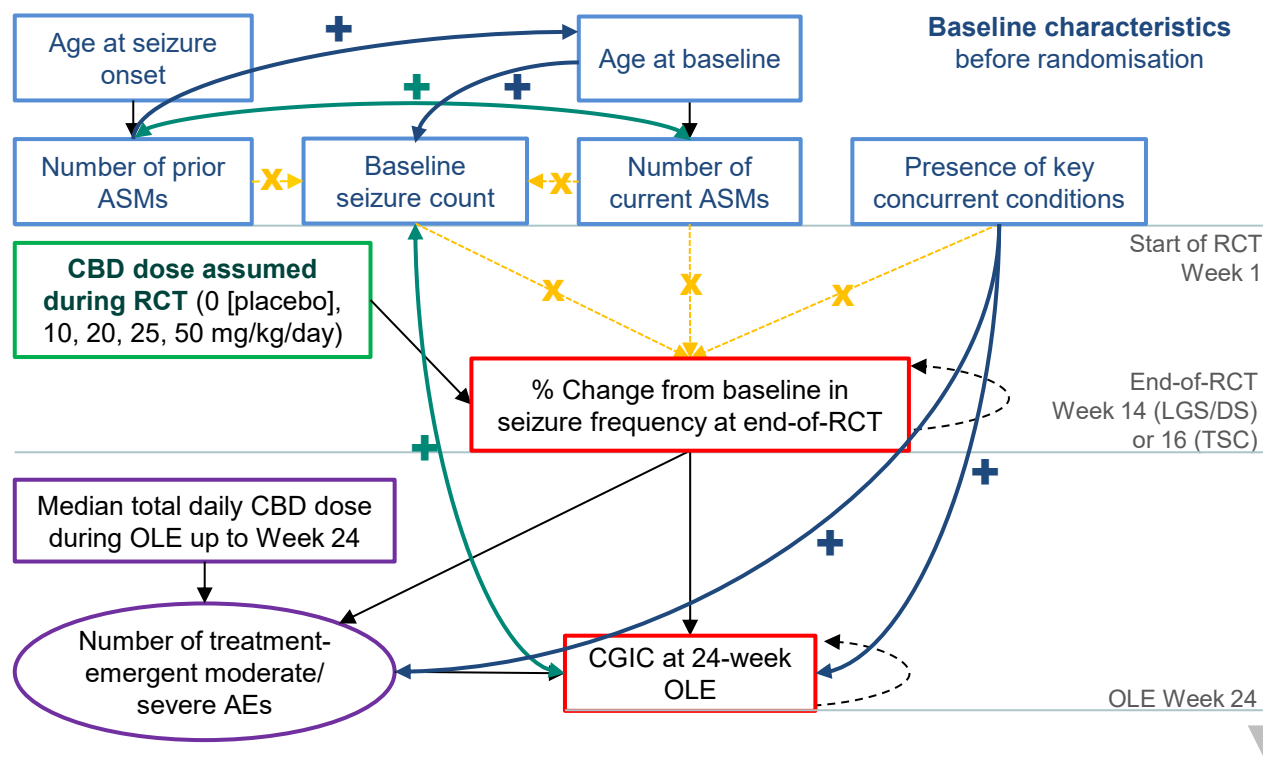 Age at seizure
onset
+
Age at baseline
Baseline characteristics
before randomisation
+
+
Number of prior
ASMs
x
Baseline
seizure count
x
Number of
current ASMs
Presence of key
concurrent conditions
Start of RCT
Week 1
CBD dose assumed
during RCT (0 [placebo],
10, 20, 25, 50 mg/kg/day)
x
x
x
% Change from baseline in
seizure frequency at end-of-RCT
End-of-RCT
Week 14 (LGS/DS)
or 16 (TSC)
+
+
Median total daily CBD dose
during OLE up to Week 24
+
Number of treatment-
emergent moderate/
severe AEs
CGIC at 24-week
OLE
OLE Week 24